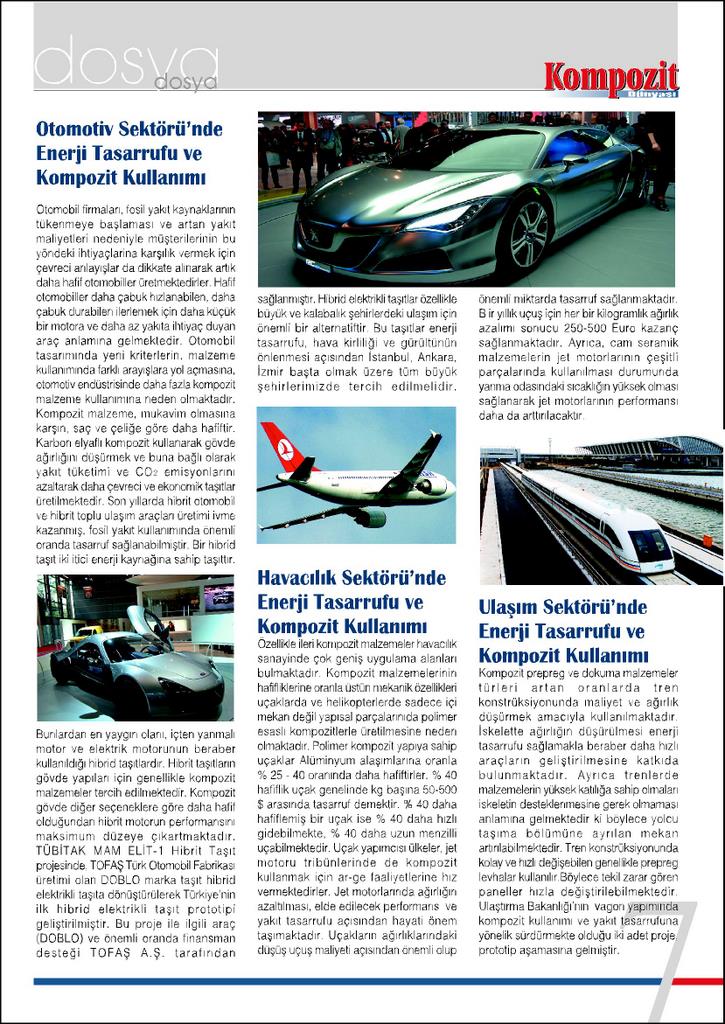 dosya
dosya
Kompozit
Dünyası
Otomotiv Sektörü'nde
Enerji Tasarrufu ve
Kompozit Kullanımı
Otomobil firmaları, fosil yakıt kaynaklarının
tükenmeye başlaması ve artan yakıt
maliyetleri nedeniyle müşterilerinin bu
yöndeki ihtiyaçlarına karşılık vermek için
çevreci anlayışlar da dikkate alınarak artık
daha hafif otomobiller üretmektedirler. Hafif
otomobiller daha çabuk hızlanabilen, daha
çabuk durabilen ilerlemek için daha küçük
bir motora ve daha az yakıta ihtiyaç duyan
araç anlamına gelmektedir. Otomobil
tasarımında yeni kriterlerin, malzeme
kullanımında farklı arayışlara yol açmasına,
otomotiv endüstrisinde daha fazla kompozit
malzeme kullanımına neden olmaktadır.
Kompozit malzeme, mukavim olmasına
karşın, saç ve çeliğe göre daha hafiftir.
Karbon elyaflı kompozit kullanarak gövde
ağırlığını düşürmek ve buna bağlı olarak
yakıt tüketimi ve CO2 emisyonlarını
azaltarak daha çevreci ve ekonomik taşıtlar
üretilmektedir. Son yıllarda hibrit otomobil
ve hibrit toplu ulaşım araçları üretimi ivme
kazanmış, fosil yakıt kullanımında önemli
oranda tasarruf sağlanabilmiştir. Bir hibrid
taşıt iki itici enerji kaynağına sahip taşıttır.
Bunlardan en yaygın olanı, içten yanmalı
motor ve elektrik motorunun beraber
kullanıldığı hibrid taşıtlardır. Hibrit taşıtların
gövde yapıları için genellikle kompozit
malzemeler tercih edilmektedir. Kompozit
gövde diğer seçeneklere göre daha hafif
olduğundan hibrit motorun performansını
maksimum düzeye çıkartmaktadır.
TÜBİTAK MAM ELİT-1 Hibrit Taşıt
projesinde, TOFAŞ Türk Otomobil Fabrikası
üretimi olan DOBLO marka taşıt hibrid
elektrikli taşıta dönüştürülerek Türkiye'nin
ilk hibrid elektrikli taşıt prototipi
geliştirilmiştir. Bu proje ile ilgili araç
(DOBLO) ve önemli oranda finansman
desteği TOFAŞ A.Ş. tarafından
sağlanmıştır. Hibrid elektrikli taşıtlar özellikle
büyük ve kalabalık şehirlerdeki ulaşım için
önemli bir alternatiftir. Bu taşıtlar enerji
tasarrufu, hava kirliliği ve gürültünün
önlenmesi açısından İstanbul, Ankara,
İzmir başta olmak üzere tüm büyük
şehirlerimizde tercih edilmelidir.
Havacılık Sektörü'nde
Enerji Tasarrufu ve
Kompozit Kullanımı
Özellikle ileri kompozit malzemeler havacılık
sanayinde çok geniş uygulama alanları
bulmaktadır. Kompozit malzemelerinin
hafifliklerine oranla üstün mekanik özellikleri
uçaklarda ve helikopterlerde sadece içi
mekan değil yapısal parçalarında polimer
esaslı kompozitlerle üretilmesine neden
olmaktadır. Polimer kompozit yapıya sahip
uçaklar Alüminyum alaşımlarına oranla
% 25 - 40 oranında daha hafiftirler. % 40
hafiflik uçak genelinde kg başına 50-500
$ arasında tasarruf demektir. % 40 daha
hafiflemiş bir uçak ise % 40 daha hızlı
gidebilmekte, % 40 daha uzun menzilli
uçabilmektedir. Uçak yapımcısı ülkeler, jet
motoru tribünlerinde de kompozit
kullanmak için ar-ge faaliyetlerine hız
vermektedirler. Jet motorlarında ağırlığın
azaltılması, elde edilecek performans ve
yakıt tasarrufu açısından hayati önem
taşımaktadır. Uçakların ağırlıklarındaki
düşüş uçuş maliyeti açısından önemli olup
önemli miktarda tasarruf sağlanmaktadır.
Bir yıllık uçuş için her bir kilogramlık ağırlık
azalımı sonucu 250-500 Euro kazanç
sağlanmaktadır. Ayrıca, cam seramik
malzemelerin jet motorlarının çeşitli
parçalarında kullanılması durumunda
yanma odasındaki sıcaklığın yüksek olması
sağlanarak jet motorlarının performansı
daha da arttırılacaktır.
Ulaşım Sektörü'nde
Enerji Tasarrufu ve
Kompozit Kullanımı
Kompozit prepreg ve dokuma malzemeler
türleri artan oranlarda tren
konstrüksiyonunda maliyet ve ağırlık
düşürmek amacıyla kullanılmaktadır.
İskelette ağırlığın düşürülmesi enerji
tasarrufu sağlamakla beraber daha hızlı
araçların geliştirilmesine katkıda
bulunmaktadır. Ayrıca trenlerde
malzemelerin yüksek katılığa sahip olmaları
iskeletin desteklenmesine gerek olmaması
anlamına gelmektedir ki böylece yolcu
taşıma bölümüne ayrılan mekan
artırılabilmektedir. Tren konstrüksiyonunda
kolay ve hızlı değişebilen genellikle prepreg
levhalar kullanılır.Böylece tekil zarar gören
paneller hızla değiştirilebilmektedir.
Ulaştırma Bakanlığı'nın vagon yapımında
kompozit kullanımı ve yakıt tasarrufuna
yönelik sürdürmekte olduğu iki adet proje,
prototip aşamasına gelmiştir.
7